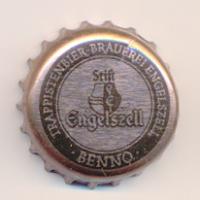 · TRAPPISTENBIER-BRAUEREI ENGELSZELL ·
Stift
Engelszell
BENNO